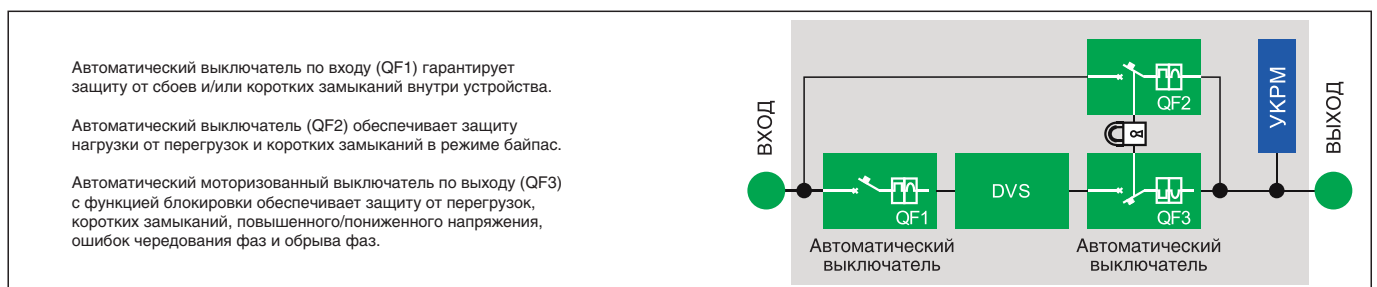 Автоматический выключатель по входу (QF1) гарантирует
защиту от сбоев и/или коротких замыканий внутри устройства.
Автоматический выключатель (QF2) обеспечивает защиту
нагрузки от перегрузок и коротких замыканий в режиме байпас.
Автоматический моторизованный выключатель по выходу (QF3)
с функцией блокировки обеспечивает защиту от перегрузок,
коротких замыканий, повышенного/пониженного напряжения,
ошибок чередования фаз и обрыва фаз.
ВХОД
QF2
УКРМ
ВЫХОД
QF1
DVS
QF3
Автоматический
выключатель
Автоматический
выключатель